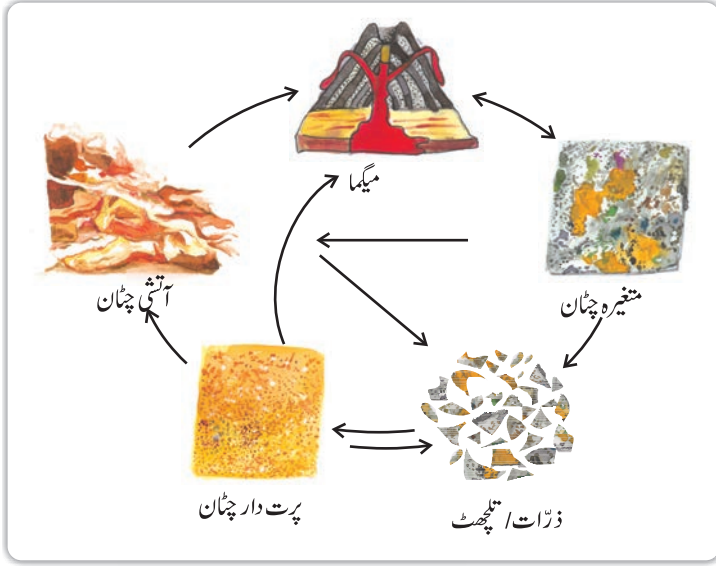 میگما
آتشی چٹان
متغیرہ چٹان
پرت دار چٹان
ذرّات/ تلچھٹ